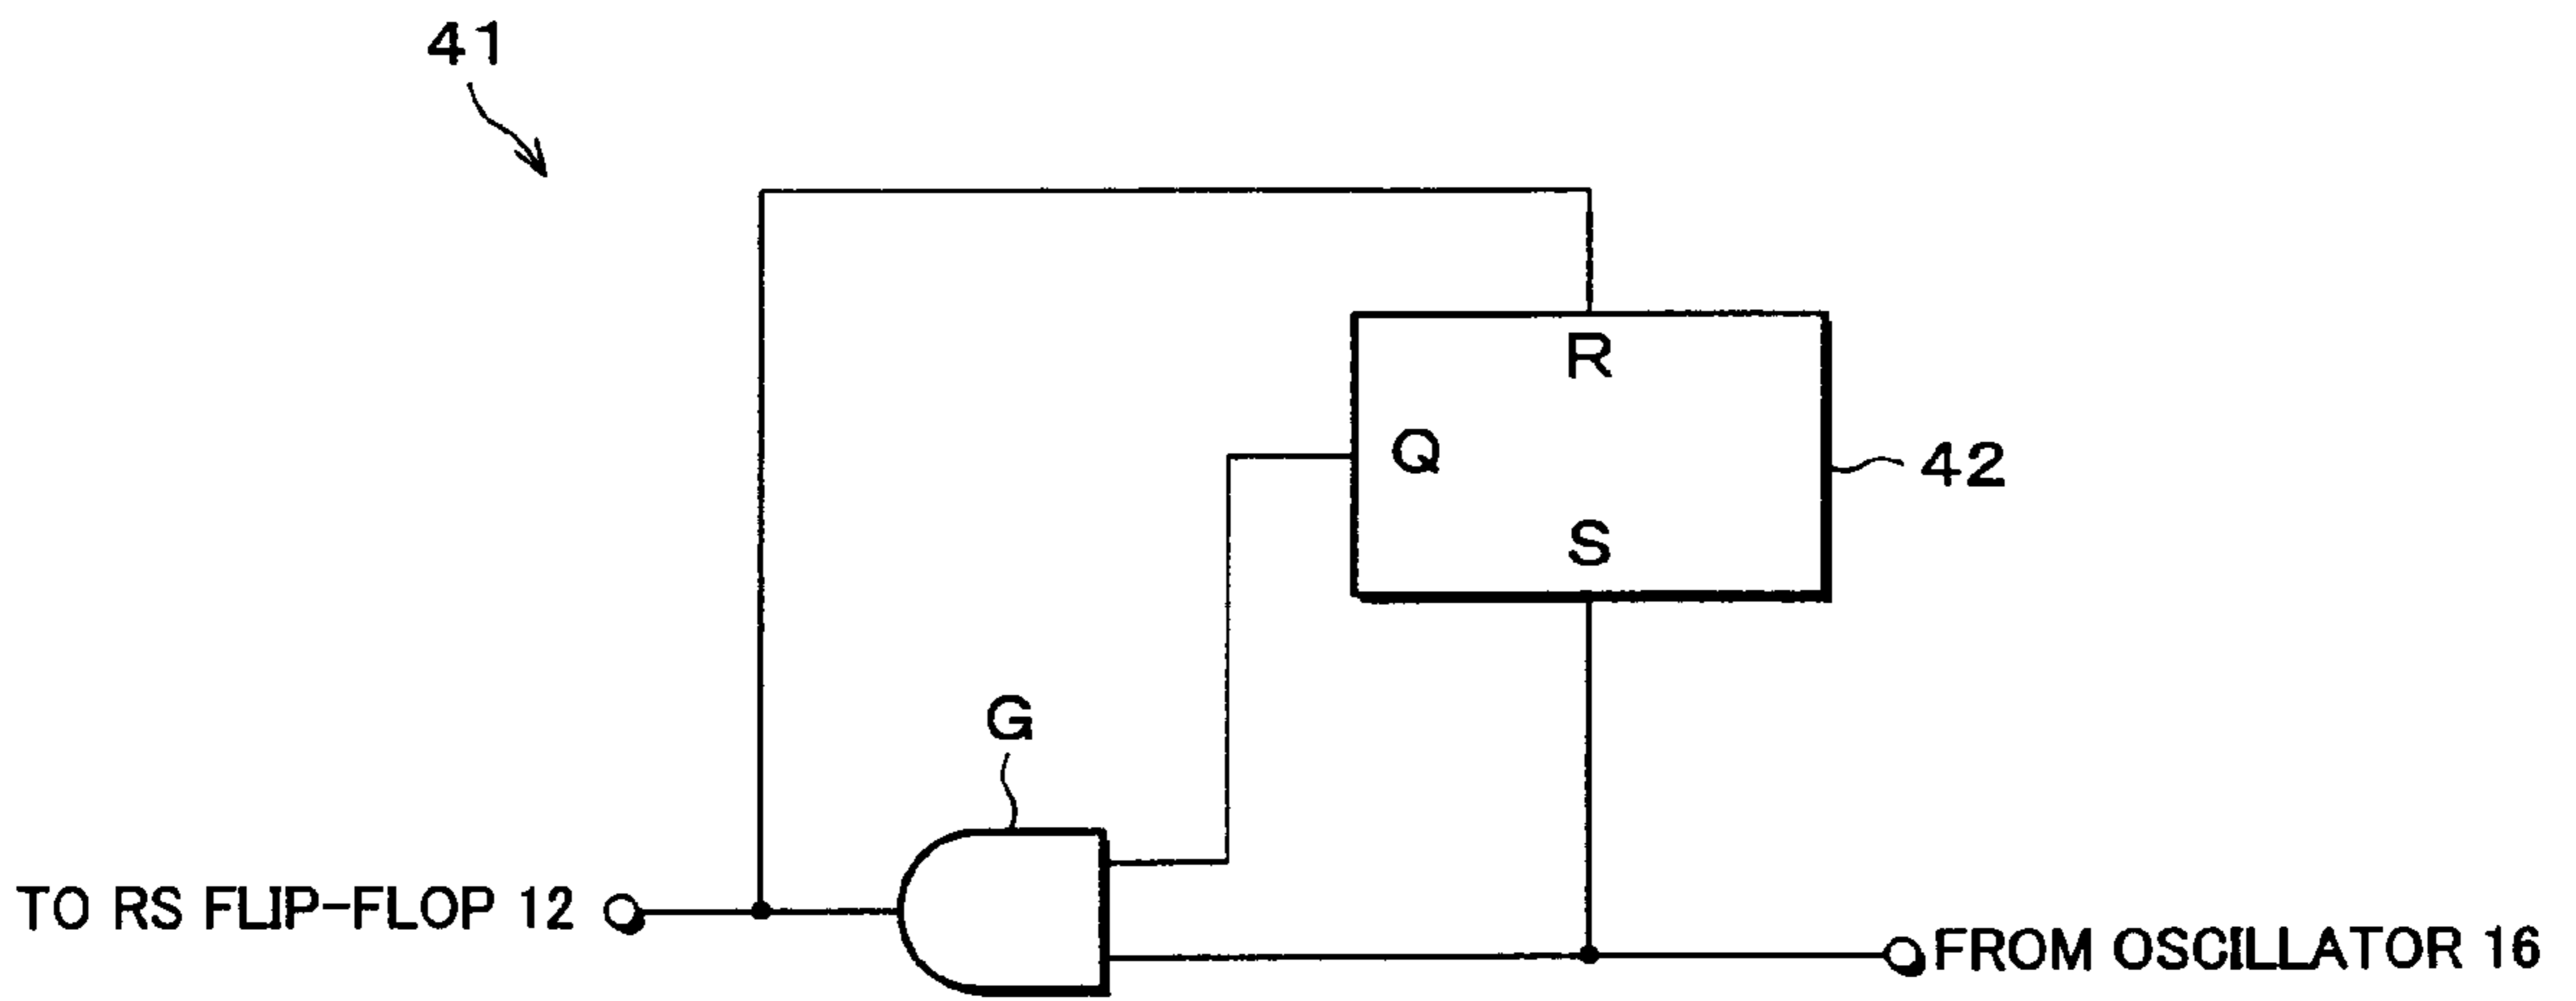 41
R
Q
42
S
G
TO RS FLIP-FLOP 12
FROM OSCILLATOR 16